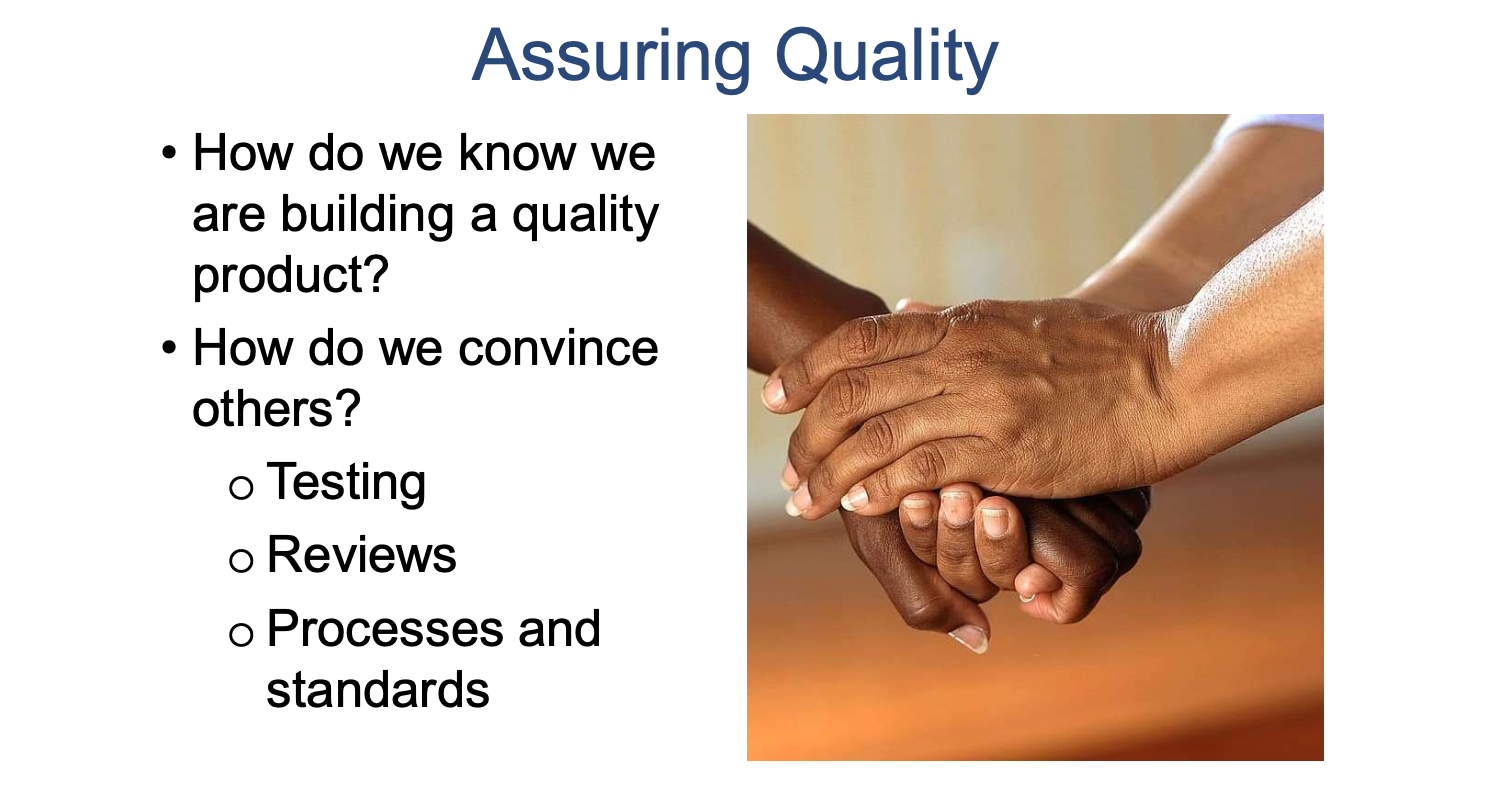 Assuring Quality
• How do we know we
are building a quality
product?
• How do we convince
others?
o Testing
o Reviews
o Processes and
standards